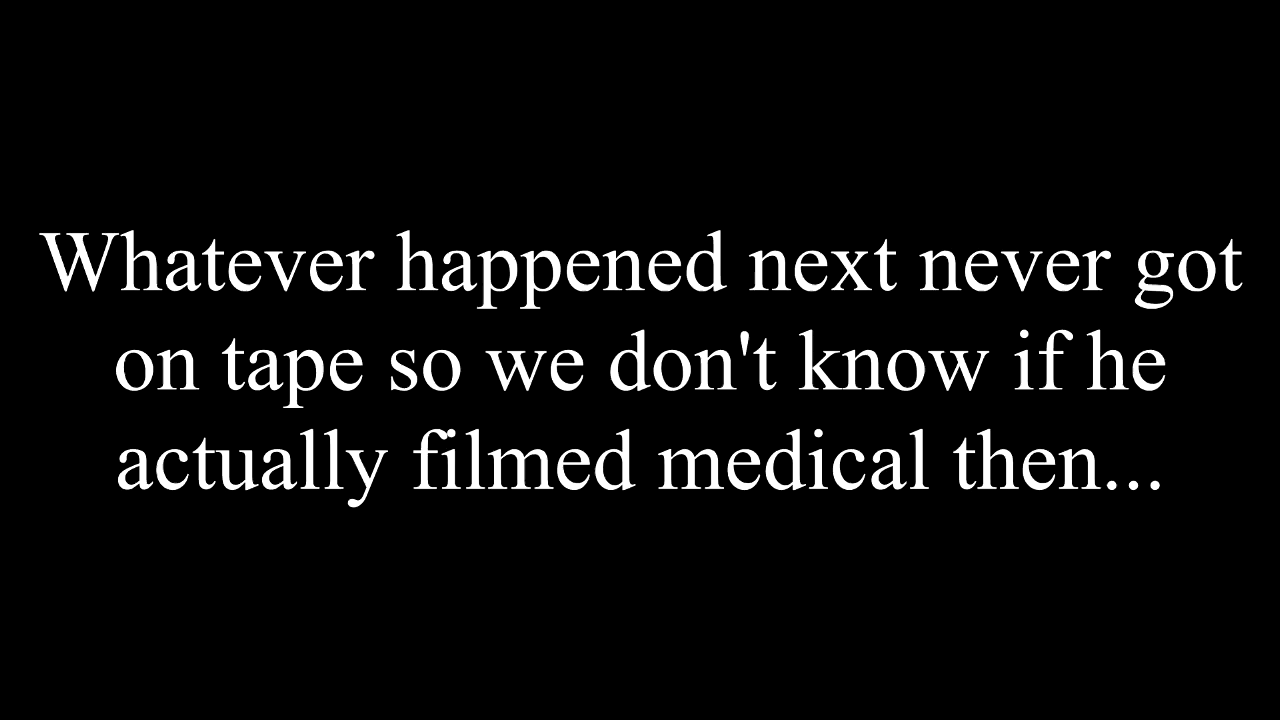 Whatever happened next never got
on tape so we don't know if he
actually filmed medical then...